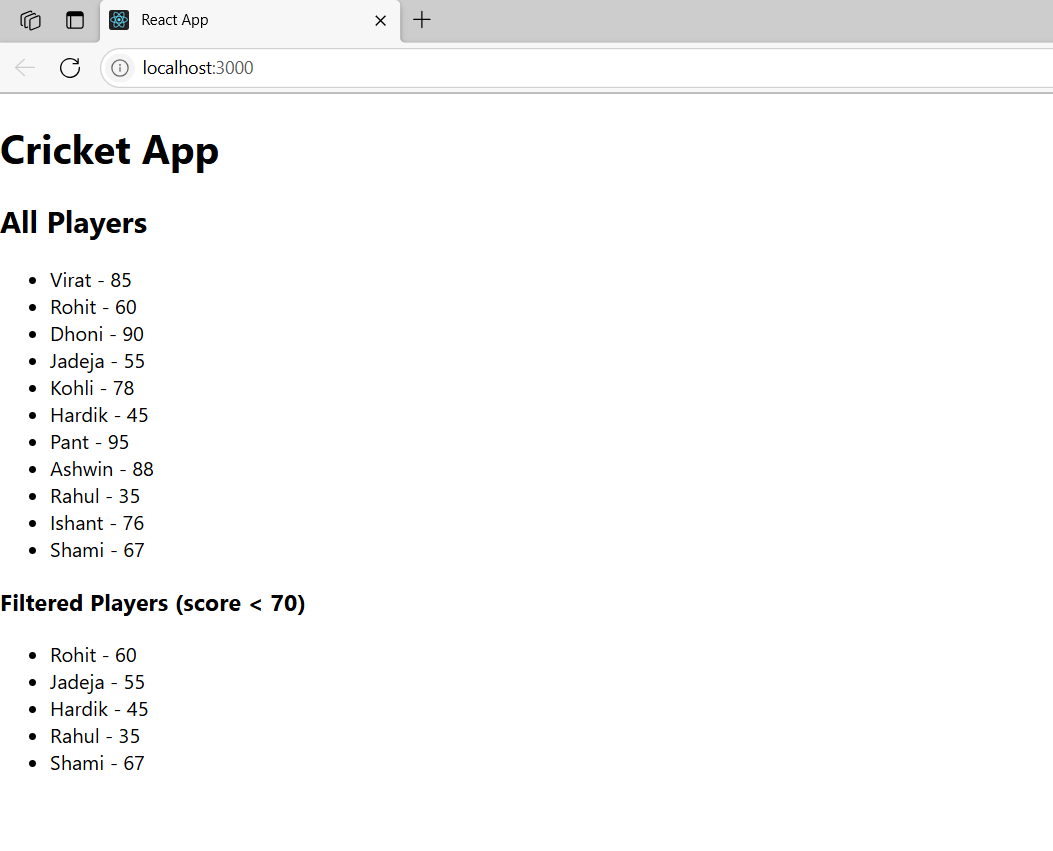 React App
localhost:3000
Cricket App
All Players
Virat - 85
Rohit - 60
Dhoni - 90
Jadeja - 55
Kohli - 78
Hardik - 45
Pant - 95
Ashwin - 88
Rahul - 35
Ishant - 76
Shami - 67
Filtered Players (score < 70)
Rohit - 60
Jadeja - 55
Hardik - 45
Rahul - 35
Shami - 67